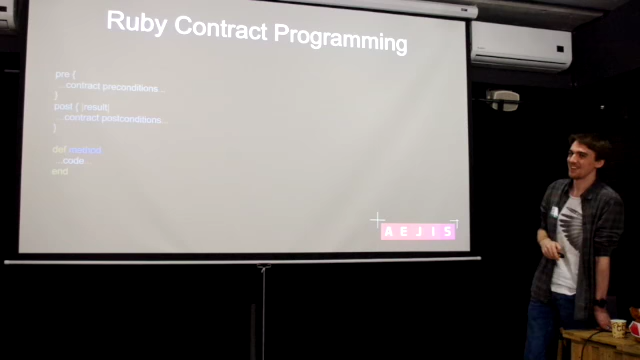 Ruby Contract Programming
pre {
...contract preconditions...
}
post { |result|
...contract postconditions...
}
def method
...code...
end
AEJIS